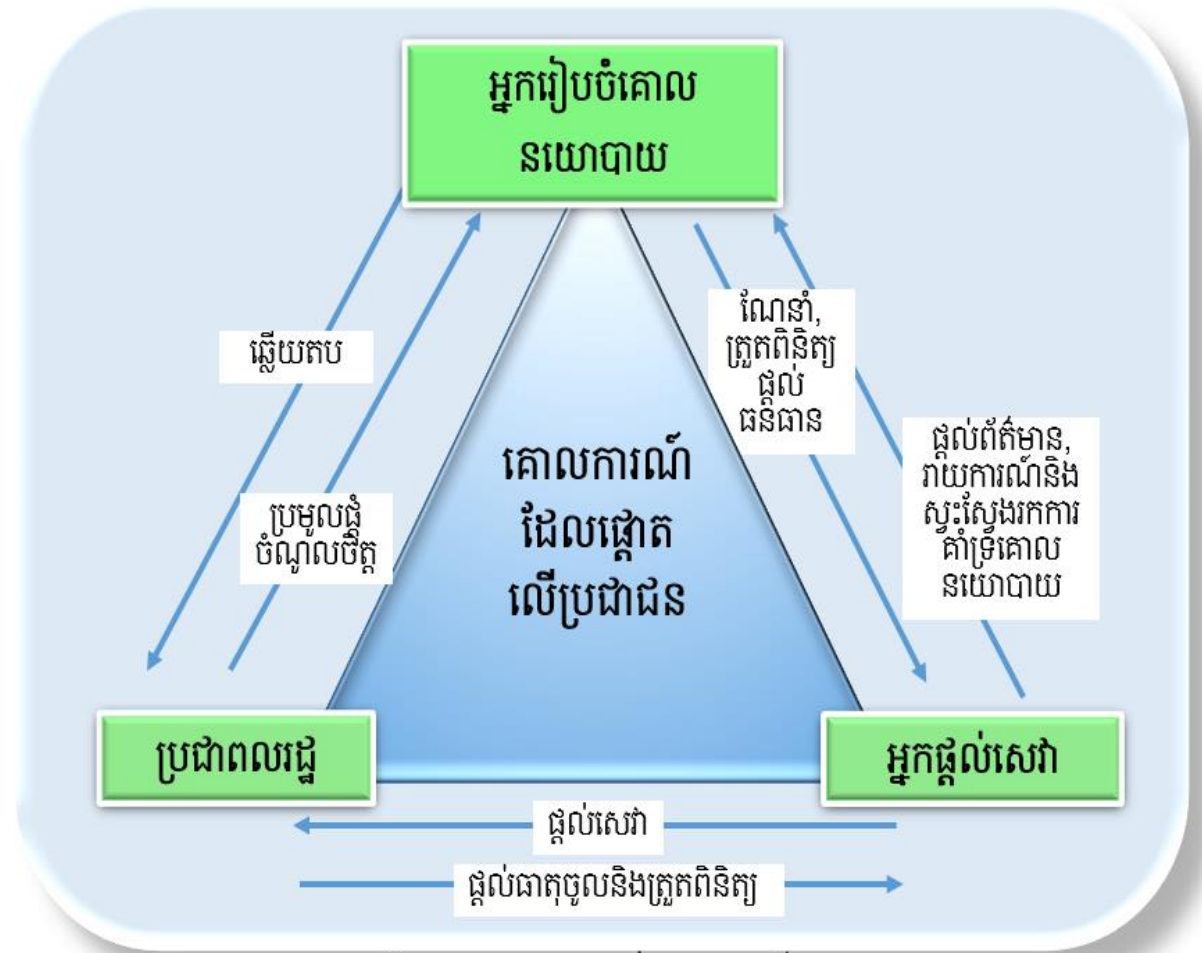 អ្នករៀបចំគោល
នយោបាយ
ឆ្លើយតប
ណែនាំ,
ត្រួតពិនិត្យ
ផ្តល់
ធនធាន
ផ្តល់ព័ត៌មាន,
រាយការណ៍និង
ស្វះស្វែងរកការ
គាំទ្រគោល
នយោបាយ
ប្រមូលផ្តុំ
ចំណូលចិត្ត
គោលការណ៍
ដែលផ្តោត
លើប្រជាជន
ប្រជាពលរដ្ឋ
អ្នកផ្តល់សេវា
ផ្តល់សេវា
ផ្តល់ធាតុចូលនិងត្រួតពិនិត្យ